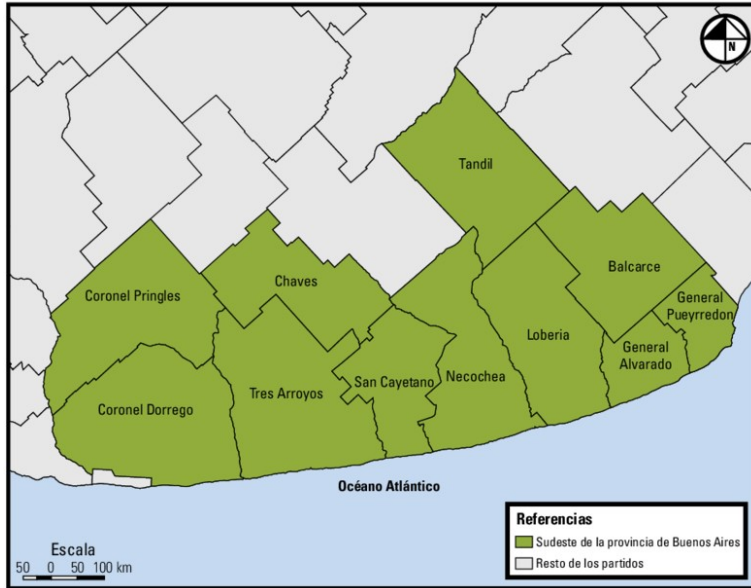 N
Tandil
Balcarce
Chaves
Coronel Pringles
General
Pueyrredon
Loberia
General
Alvarado
San Cayetano
Necochea
Tres Arroyos
Coronel Dorrego
Océano Atlántico
Referencias
Sudeste de la provincia de Buenos Aires
Resto de los partidos
Escala
50 0 50 100 km